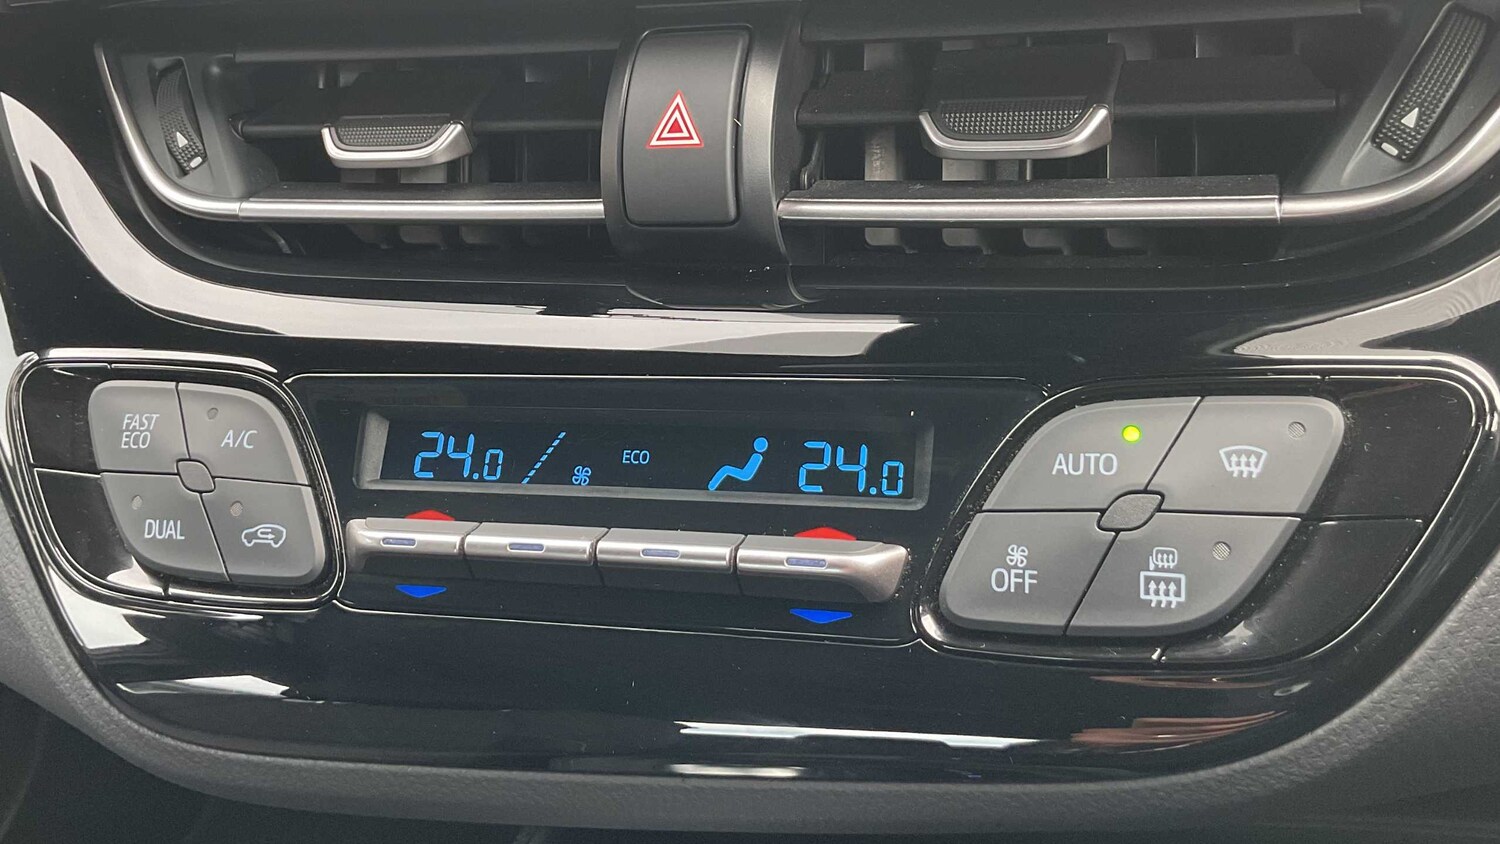 FAST
ECO
A/C
DUAL
24.0
ECO
24.0
AUTO
OFF